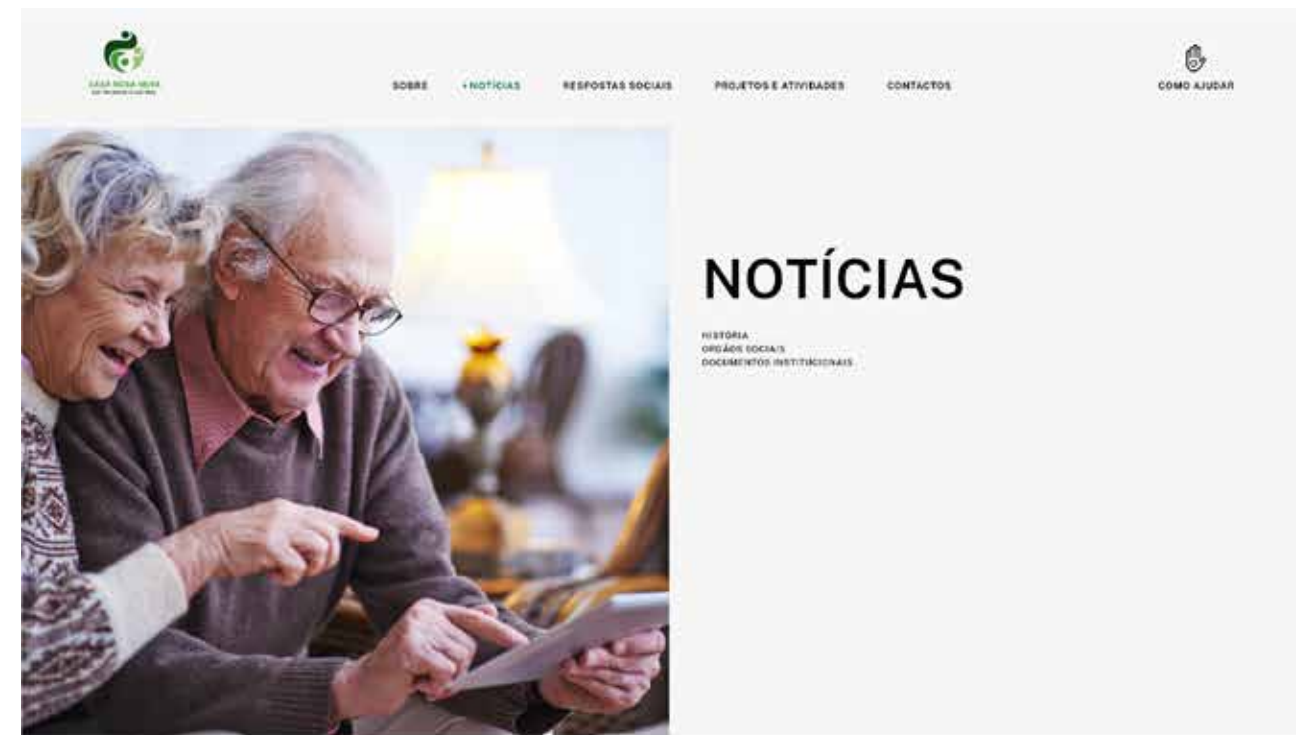 SOBRE
• NOTÍCIAS
RESPOSTAS SOCIAIS
PROJETOS E ATIVIDADES
CONTACTOS
COMO AJUDAR
NOTÍCIAS
HISTÓRIA
ORGÃOS SOCIAIS
DOCUMENTOS INSTITUCIONAIS